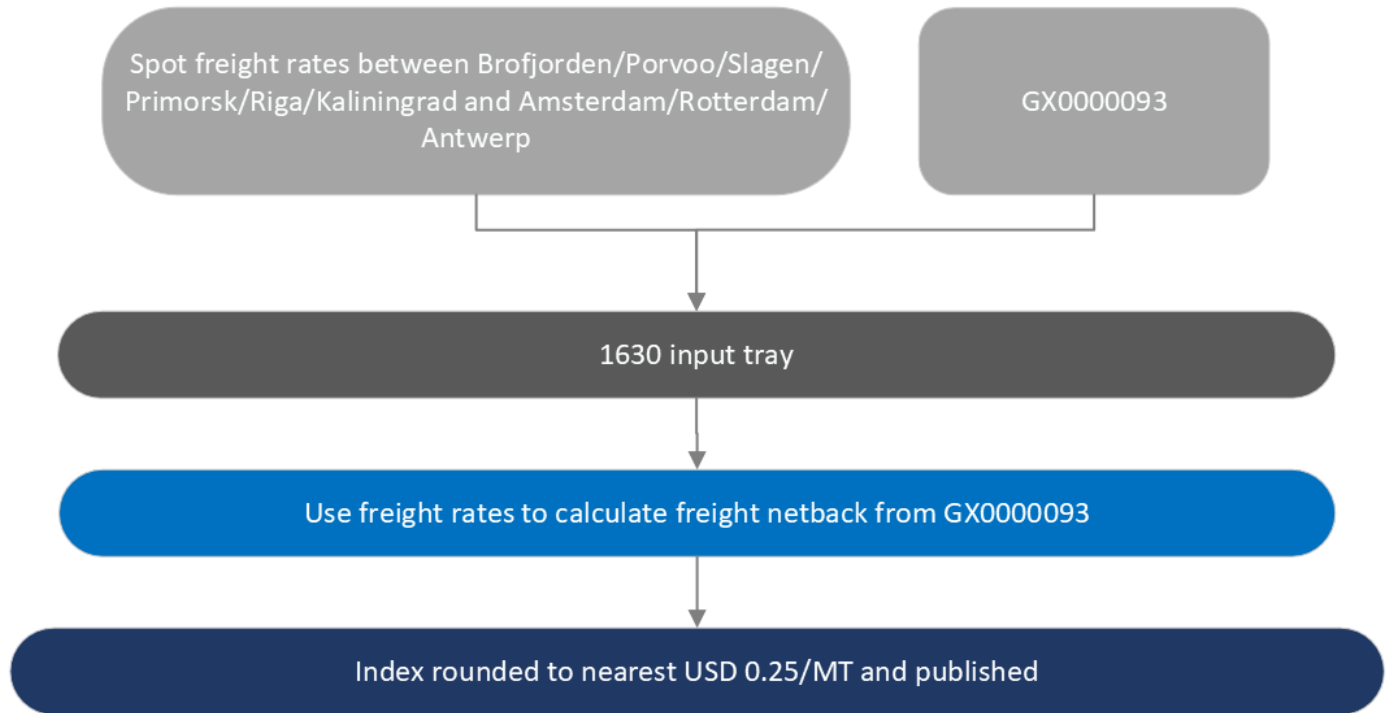 Spot freight rates between Brofjorden/Porvoo/Slagen/
Primorsk/Riga/Kaliningrad and Amsterdam/Rotterdam/
Antwerp
GX0000093
1630 input tray
Use freight rates to calculate freight netback from GX0000093
Index rounded to nearest USD 0.25/MT and published